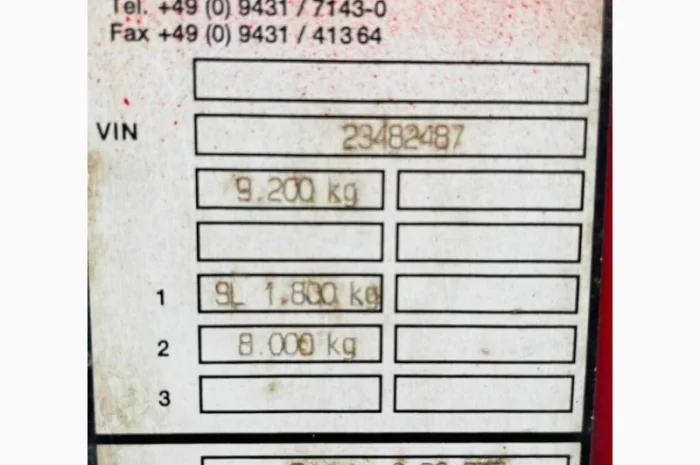 Tel. +49 (0) 9431 / 7143-0
Fax +49 (0) 9431 / 41364
VIN 23482487
9.200 kg
1 SL 1.800 kg
2 8.000 kg
3